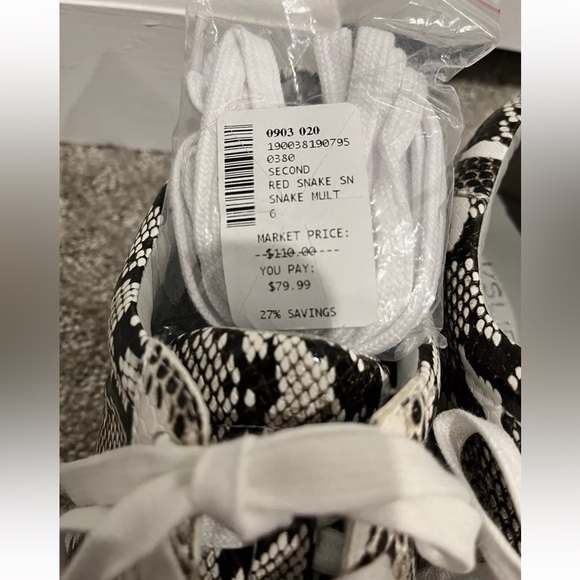 0903 020
190038190795
0380
SECOND
RED SNAKE SN
SNAKE MULT
6
MARKET PRICE:
$110.00
YOU PAY:
$79.99
27% SAVINGS